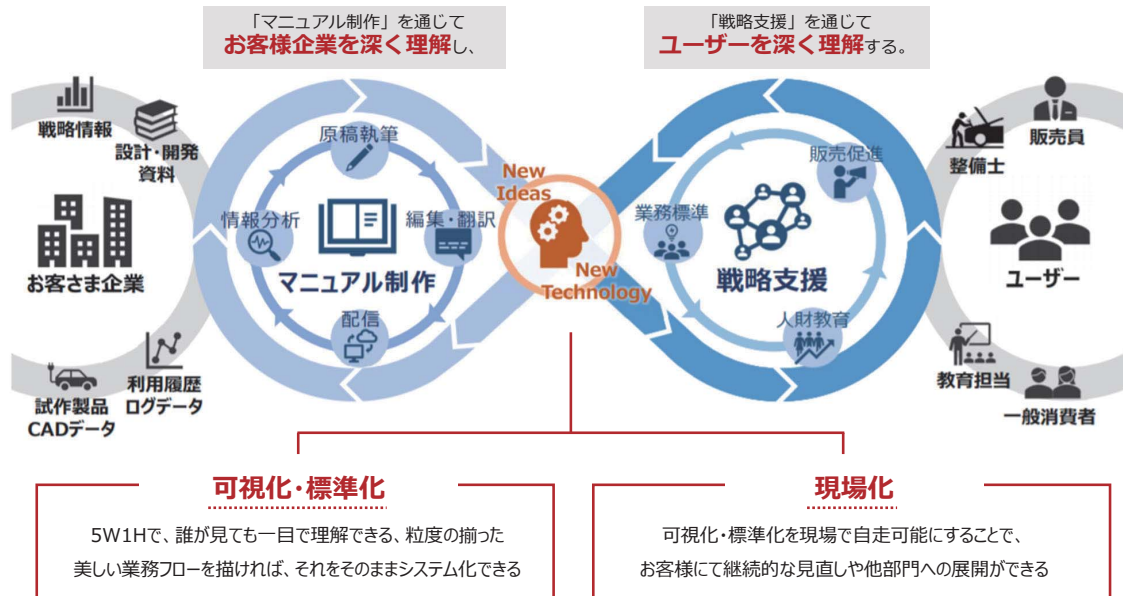 「マニュアル制作」を通じて
お客様企業を深く理解し、
「戦略支援」を通じて
ユーザーを深く理解する。
戦略情報
設計・開発
資料
お客さま企業
利用履歴
ログデータ
試作製品
CADデータ
原稿執筆
情報分析
編集・翻訳
マニュアル制作
配信
New
Ideas
New
Technology
販売促進
業務標準
戦略支援
人財教育
販売員
整備士
ユーザー
教育担当
一般消費者
可視化・標準化
5W1Hで、誰が見ても一目で理解できる、粒度の揃った
美しい業務フローを描ければ、それをそのままシステム化できる
現場化
可視化・標準化を現場で自走可能にすることで、
お客様にて継続的な見直しや他部門への展開ができる